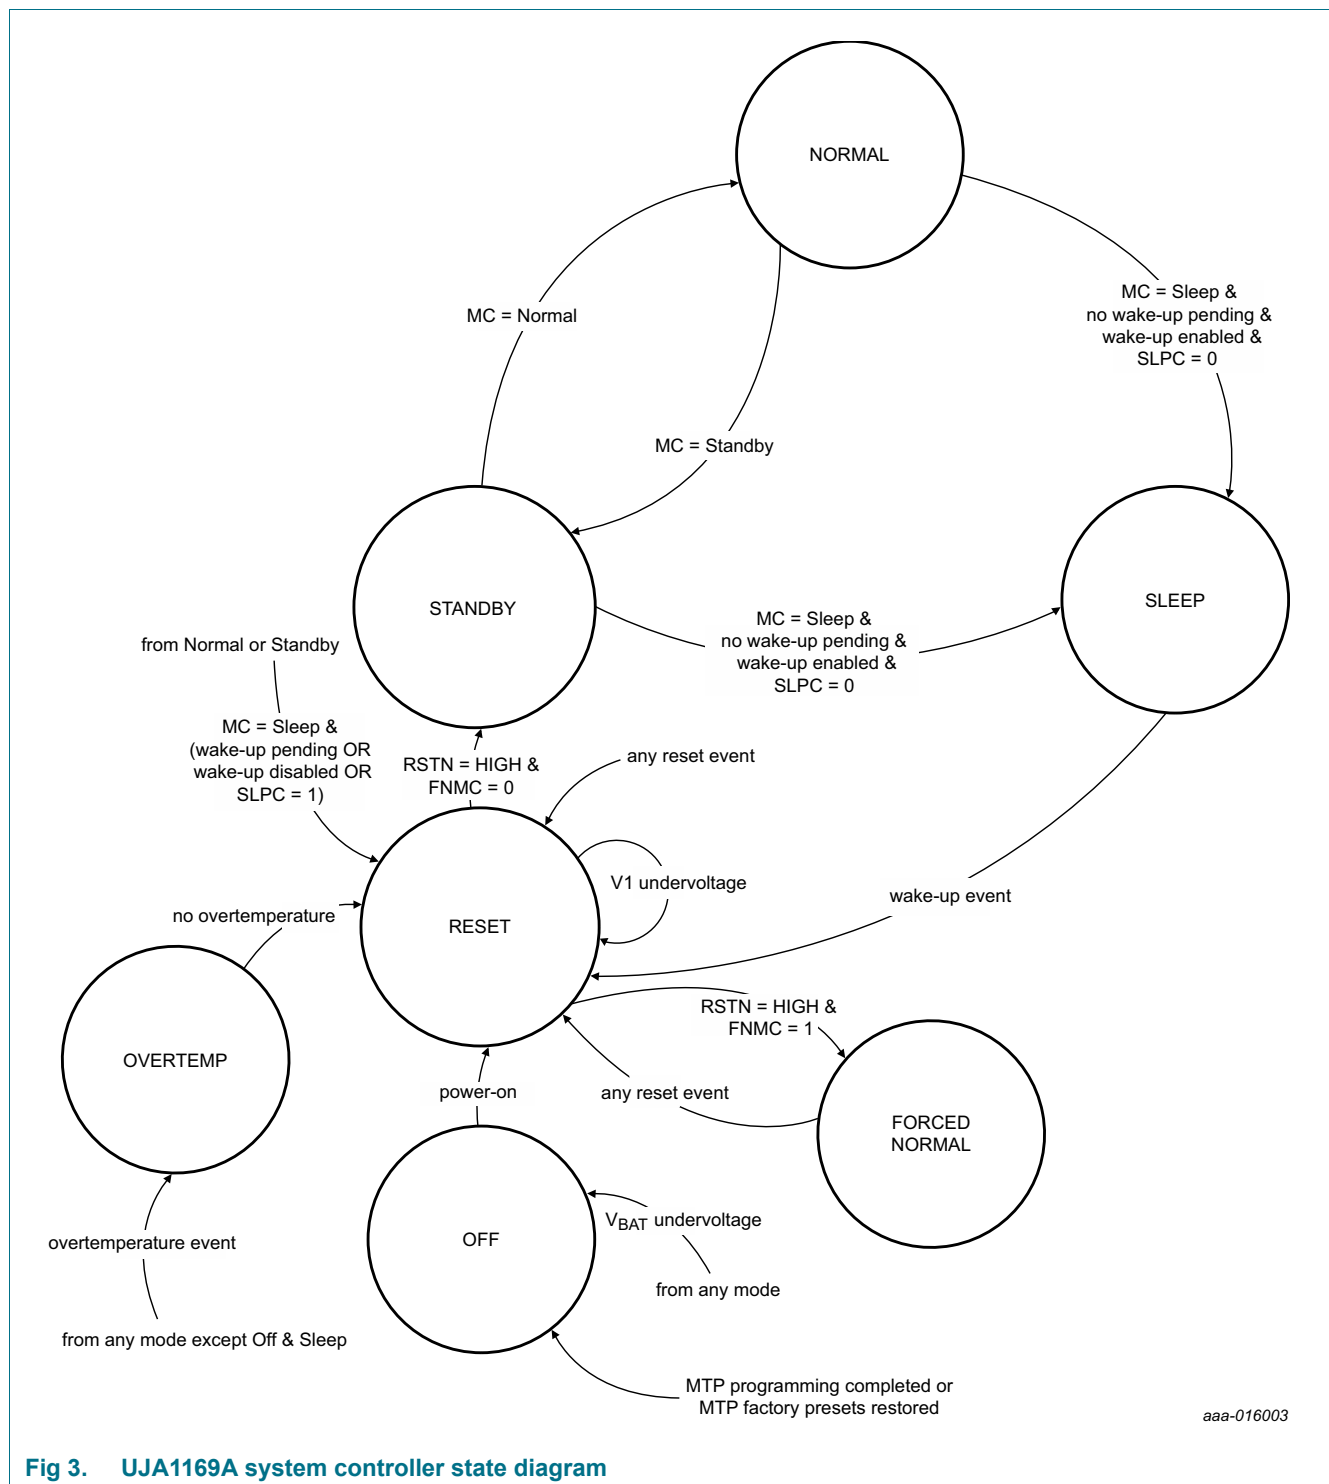 NORMAL
MC = Sleep &
no wake-up pending &
wake-up enabled &
SLPC = 0
MC = Normal
MC = Standby
STANDBY
SLEEP
MC = Sleep &
no wake-up pending &
wake-up enabled &
SLPC = 0
from Normal or Standby
MC = Sleep &
(wake-up pending OR
wake-up disabled OR
SLPC = 1)
RSTN = HIGH &
FNMC = 0
any reset event
V1 undervoltage
wake-up event
no overtemperature
RESET
RSTN = HIGH &
FNMC = 1
OVERTEMP
power-on
any reset event
FORCED
NORMAL
VBAT undervoltage
OFF
overtemperature event
from any mode
from any mode except Off & Sleep
MTP programming completed or
MTP factory presets restored
aaa-016003
Fig 3. UJA1169A system controller state diagram